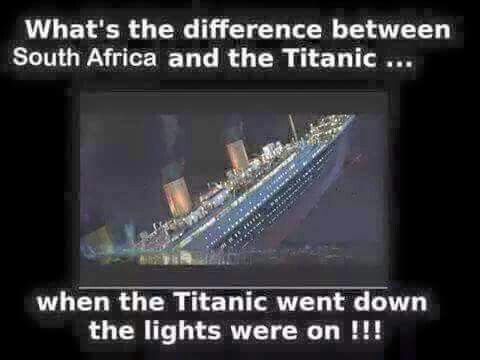 What's the difference between
South Africa and the Titanic ...
when the Titanic went down
the lights were on !!!